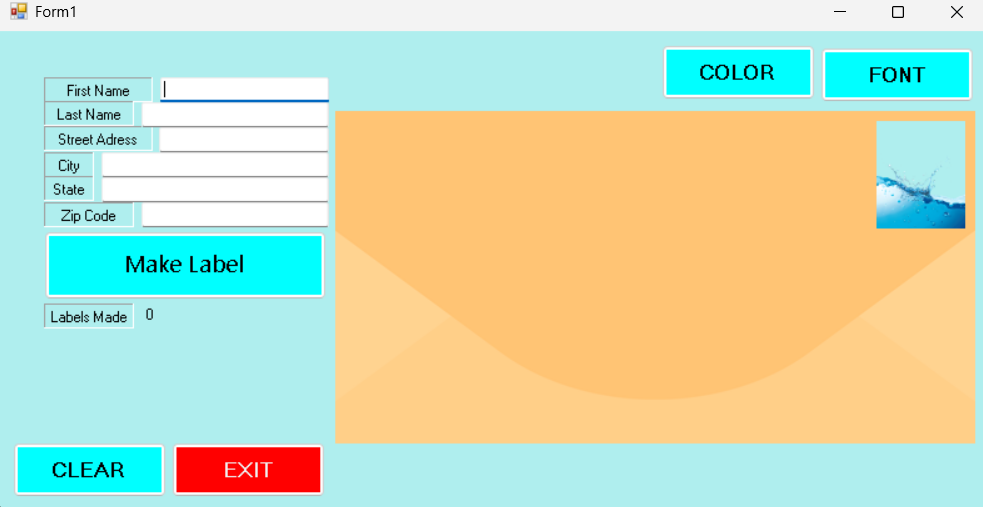 Form1
COLOR
FONT
First Name
Last Name
Street Adress
City
State
Zip Code
Make Label
Labels Made 0
CLEAR
EXIT